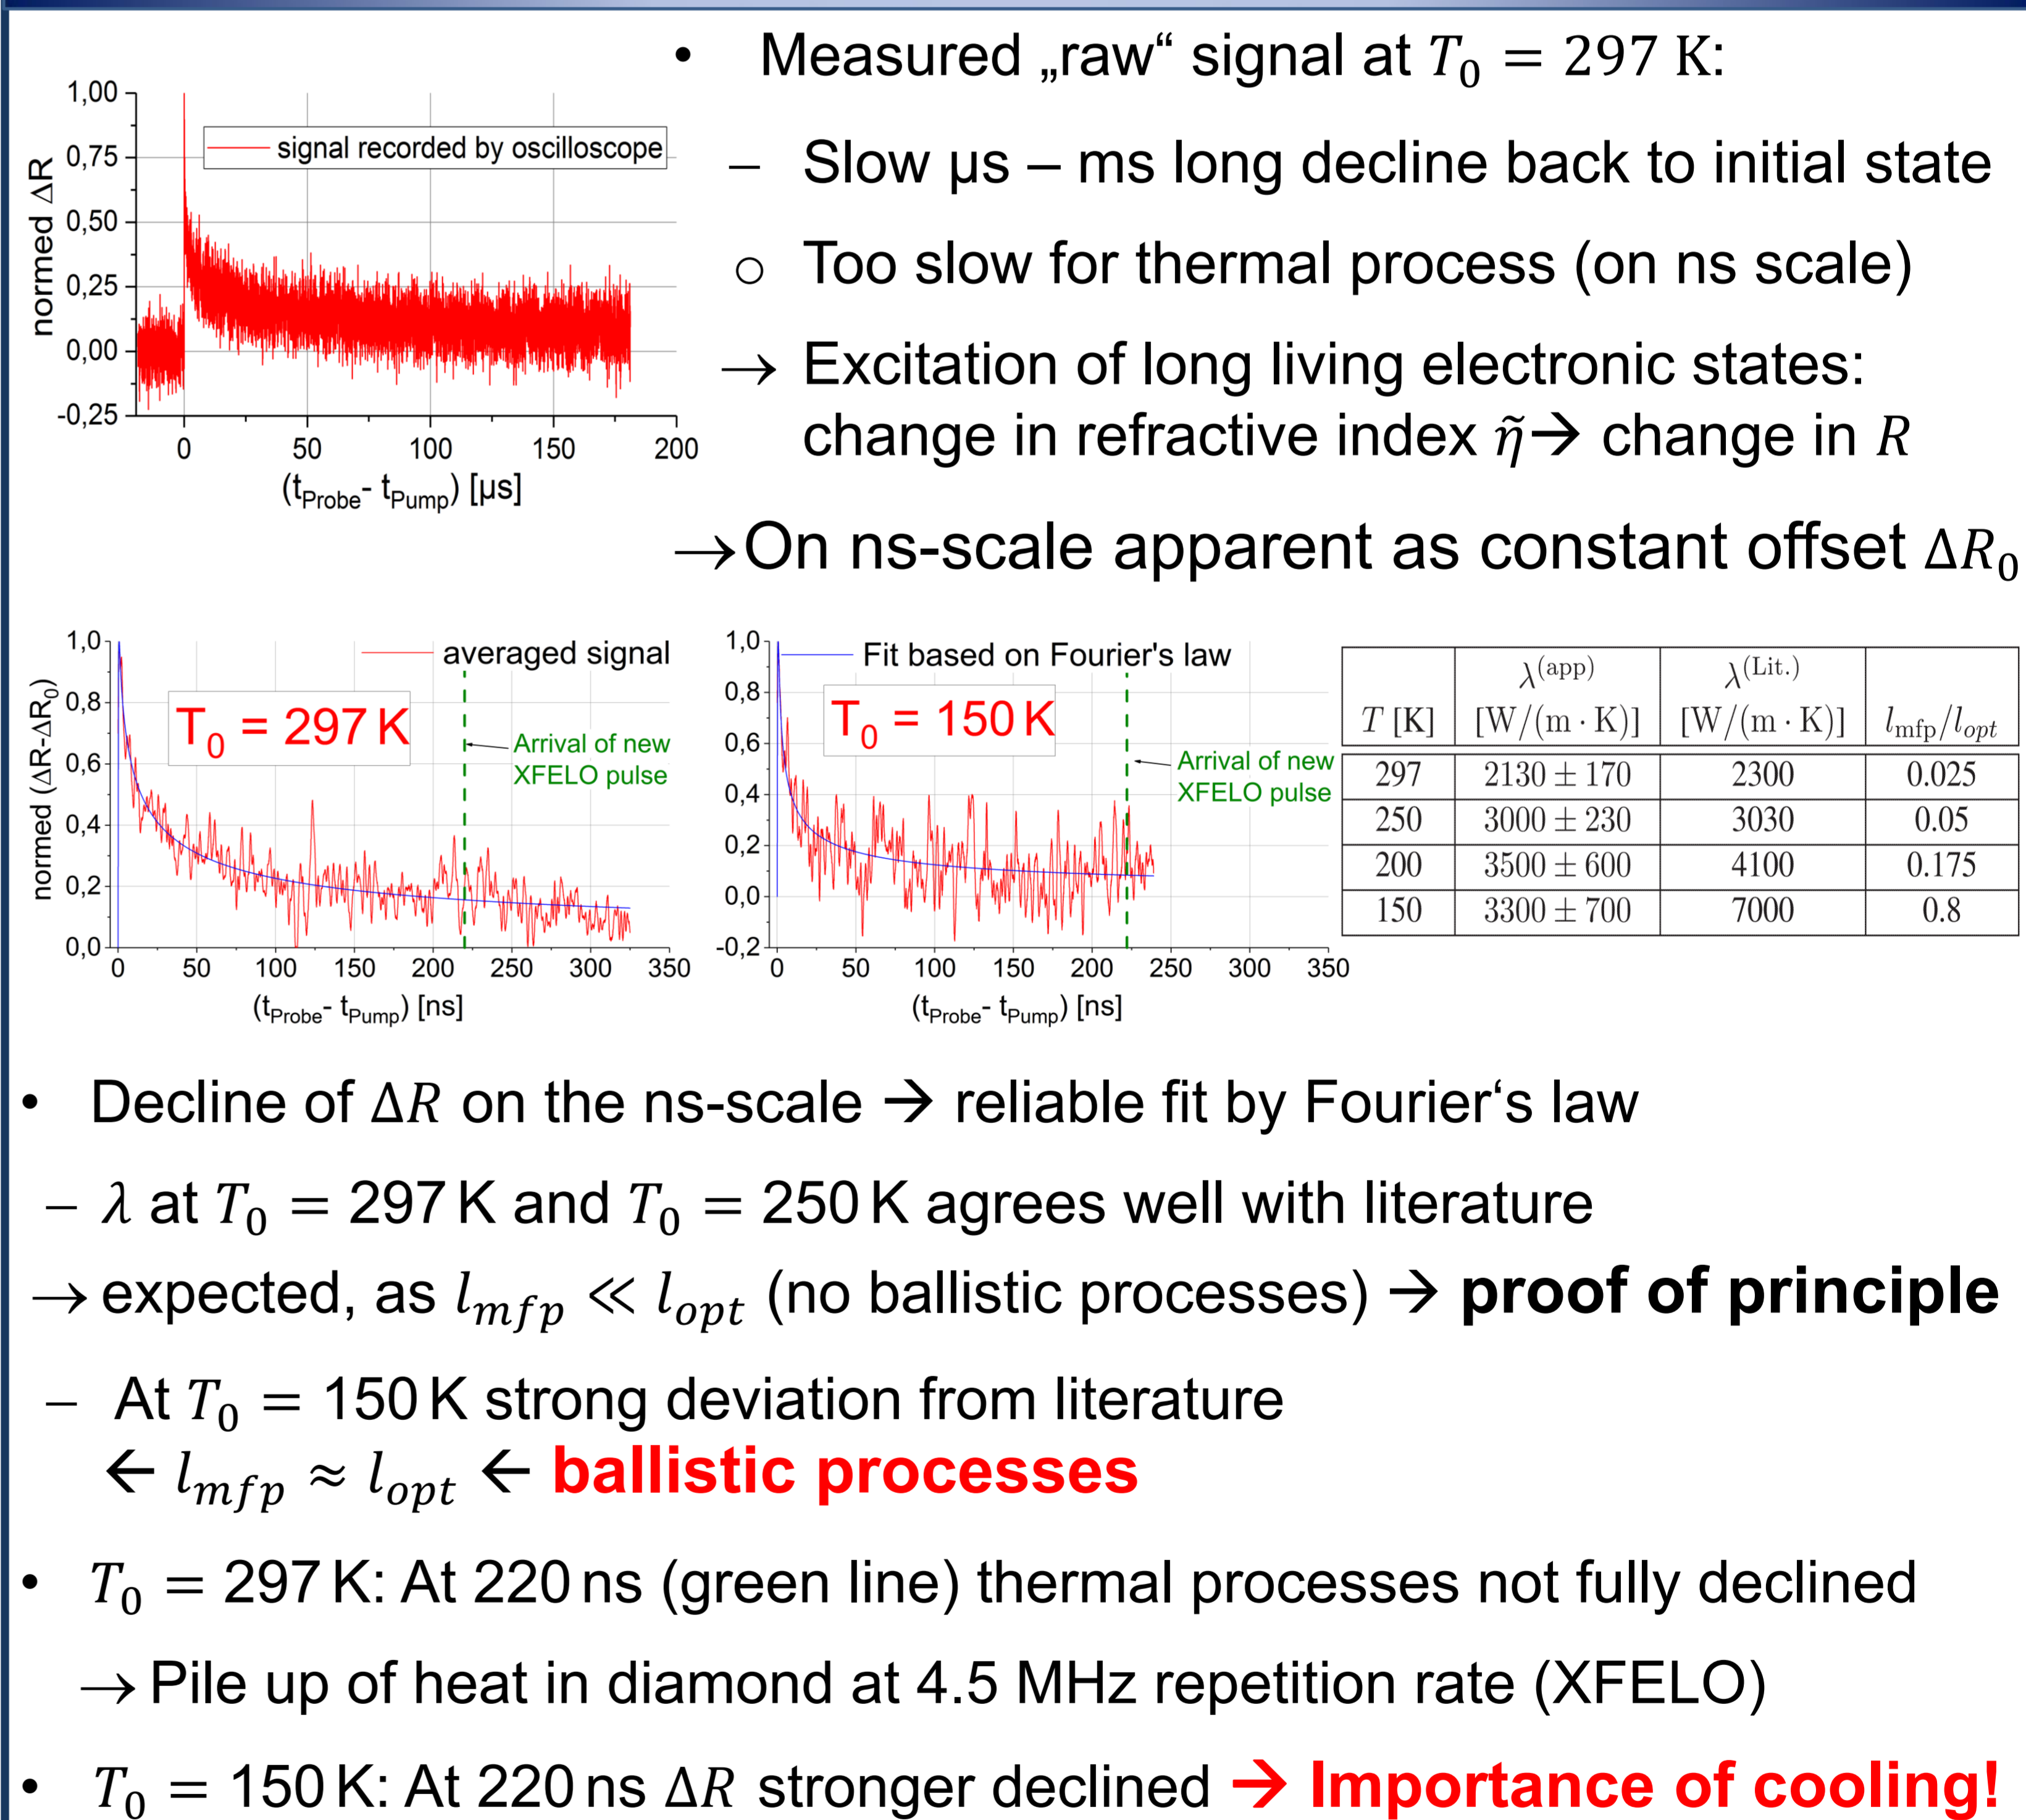 • Measured „raw“ signal at T₀ = 297 K:
– Slow µs – ms long decline back to initial state
○ Too slow for thermal process (on ns scale)
→ Excitation of long living electronic states:
change in refractive index η̃ → change in R
→ On ns-scale apparent as constant offset ΔR₀
signal recorded by oscilloscope
normed ΔR
1,00
0,75
0,50
0,25
0,00
-0,25
0 50 100 150 200
(t_Probe- t_Pump) [µs]
averaged signal
T₀ = 297 K
Arrival of new
XFELO pulse
normed (ΔR-ΔR₀)
1,0
0,8
0,6
0,4
0,2
0,0
0 50 100 150 200 250 300 350
(t_Probe- t_Pump) [ns]
Fit based on Fourier's law
T₀ = 150 K
Arrival of new
XFELO pulse
1,0
0,8
0,6
0,4
0,2
0,0
-0,2
0 50 100 150 200 250 300 350
(t_Probe- t_Pump) [ns]
λ^(app) λ^(Lit.)
T [K] [W/(m · K)] [W/(m · K)] l_mfp/l_opt
297 2130 ± 170 2300 0.025
250 3000 ± 230 3030 0.05
200 3500 ± 600 4100 0.175
150 3300 ± 700 7000 0.8
• Decline of ΔR on the ns-scale → reliable fit by Fourier‘s law
– λ at T₀ = 297 K and T₀ = 250 K agrees well with literature
→ expected, as l_mfp ≪ l_opt (no ballistic processes) → proof of principle
– At T₀ = 150 K strong deviation from literature
← l_mfp ≈ l_opt ← ballistic processes
• T₀ = 297 K: At 220 ns (green line) thermal processes not fully declined
→ Pile up of heat in diamond at 4.5 MHz repetition rate (XFELO)
• T₀ = 150 K: At 220 ns ΔR stronger declined → Importance of cooling!